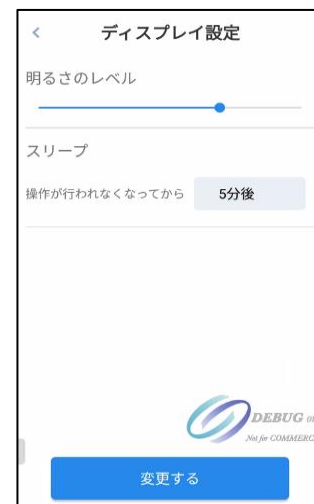 ディスプレイ設定
明るさのレベル
スリープ
操作が行われなくなってから 5分後
DEBUG
Not for COMMERC
変更する